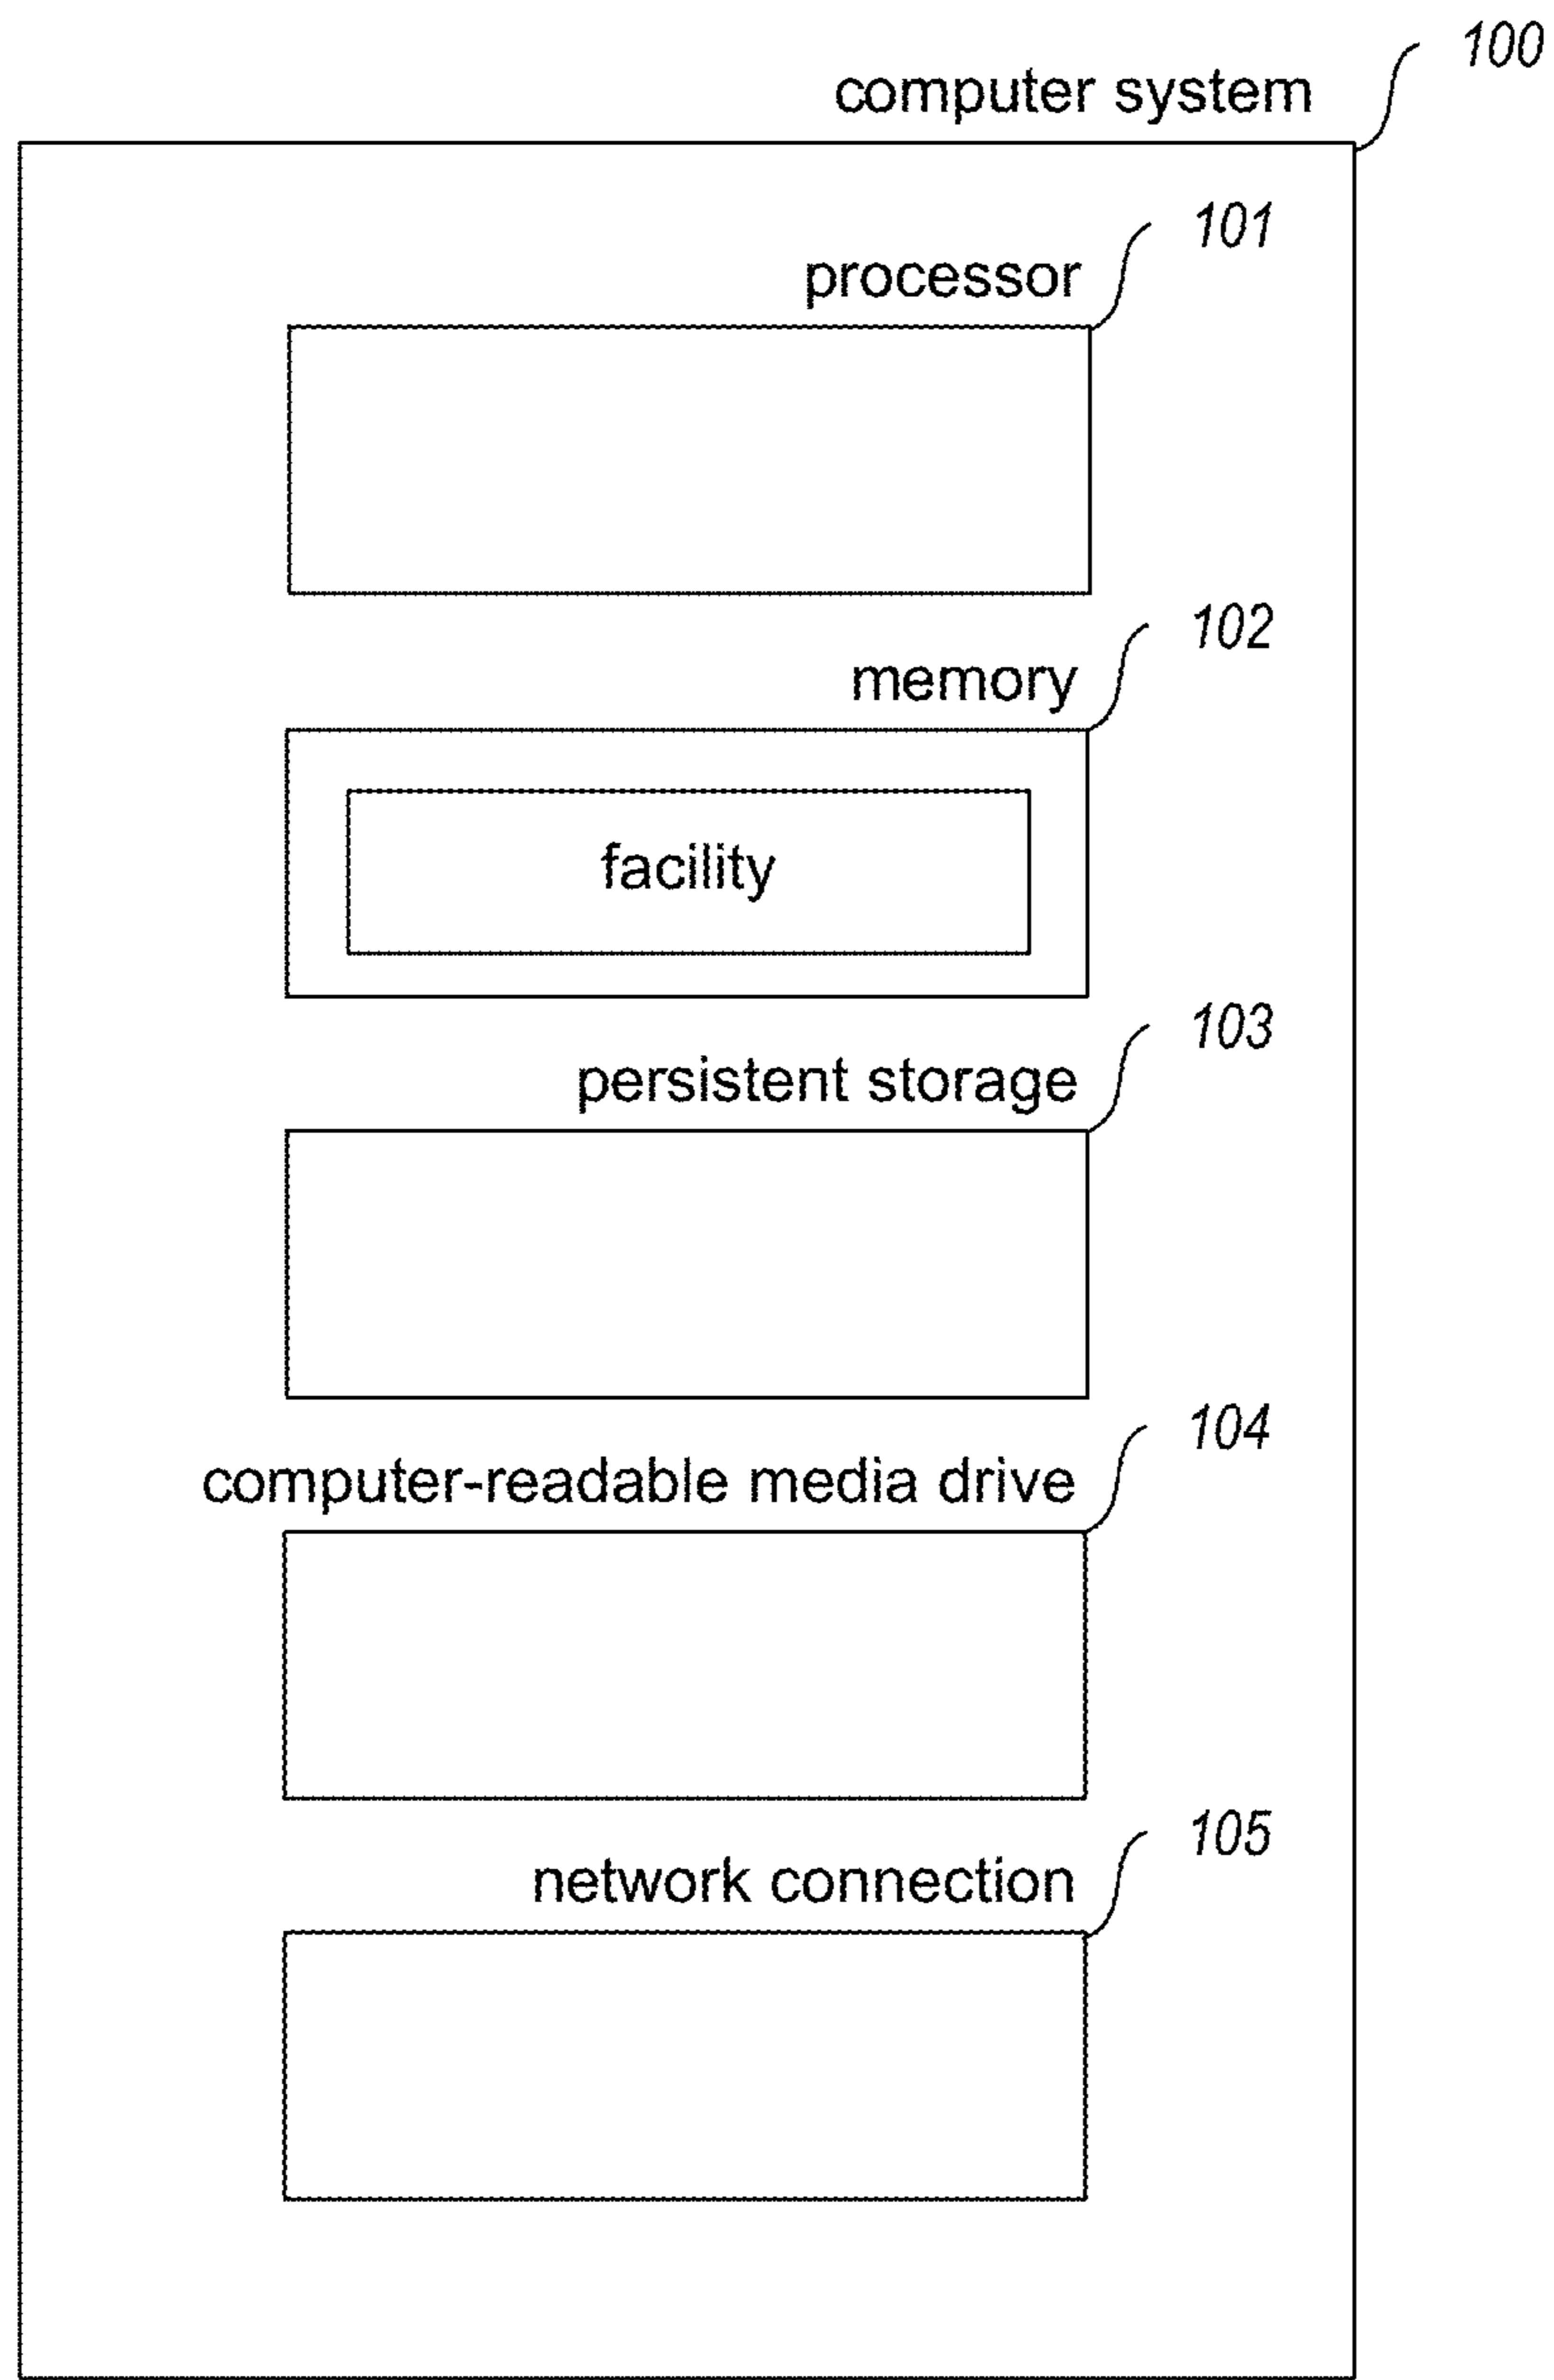 100
computer system
101
processor
102
memory
facility
103
persistent storage
104
computer-readable media drive
105
network connection